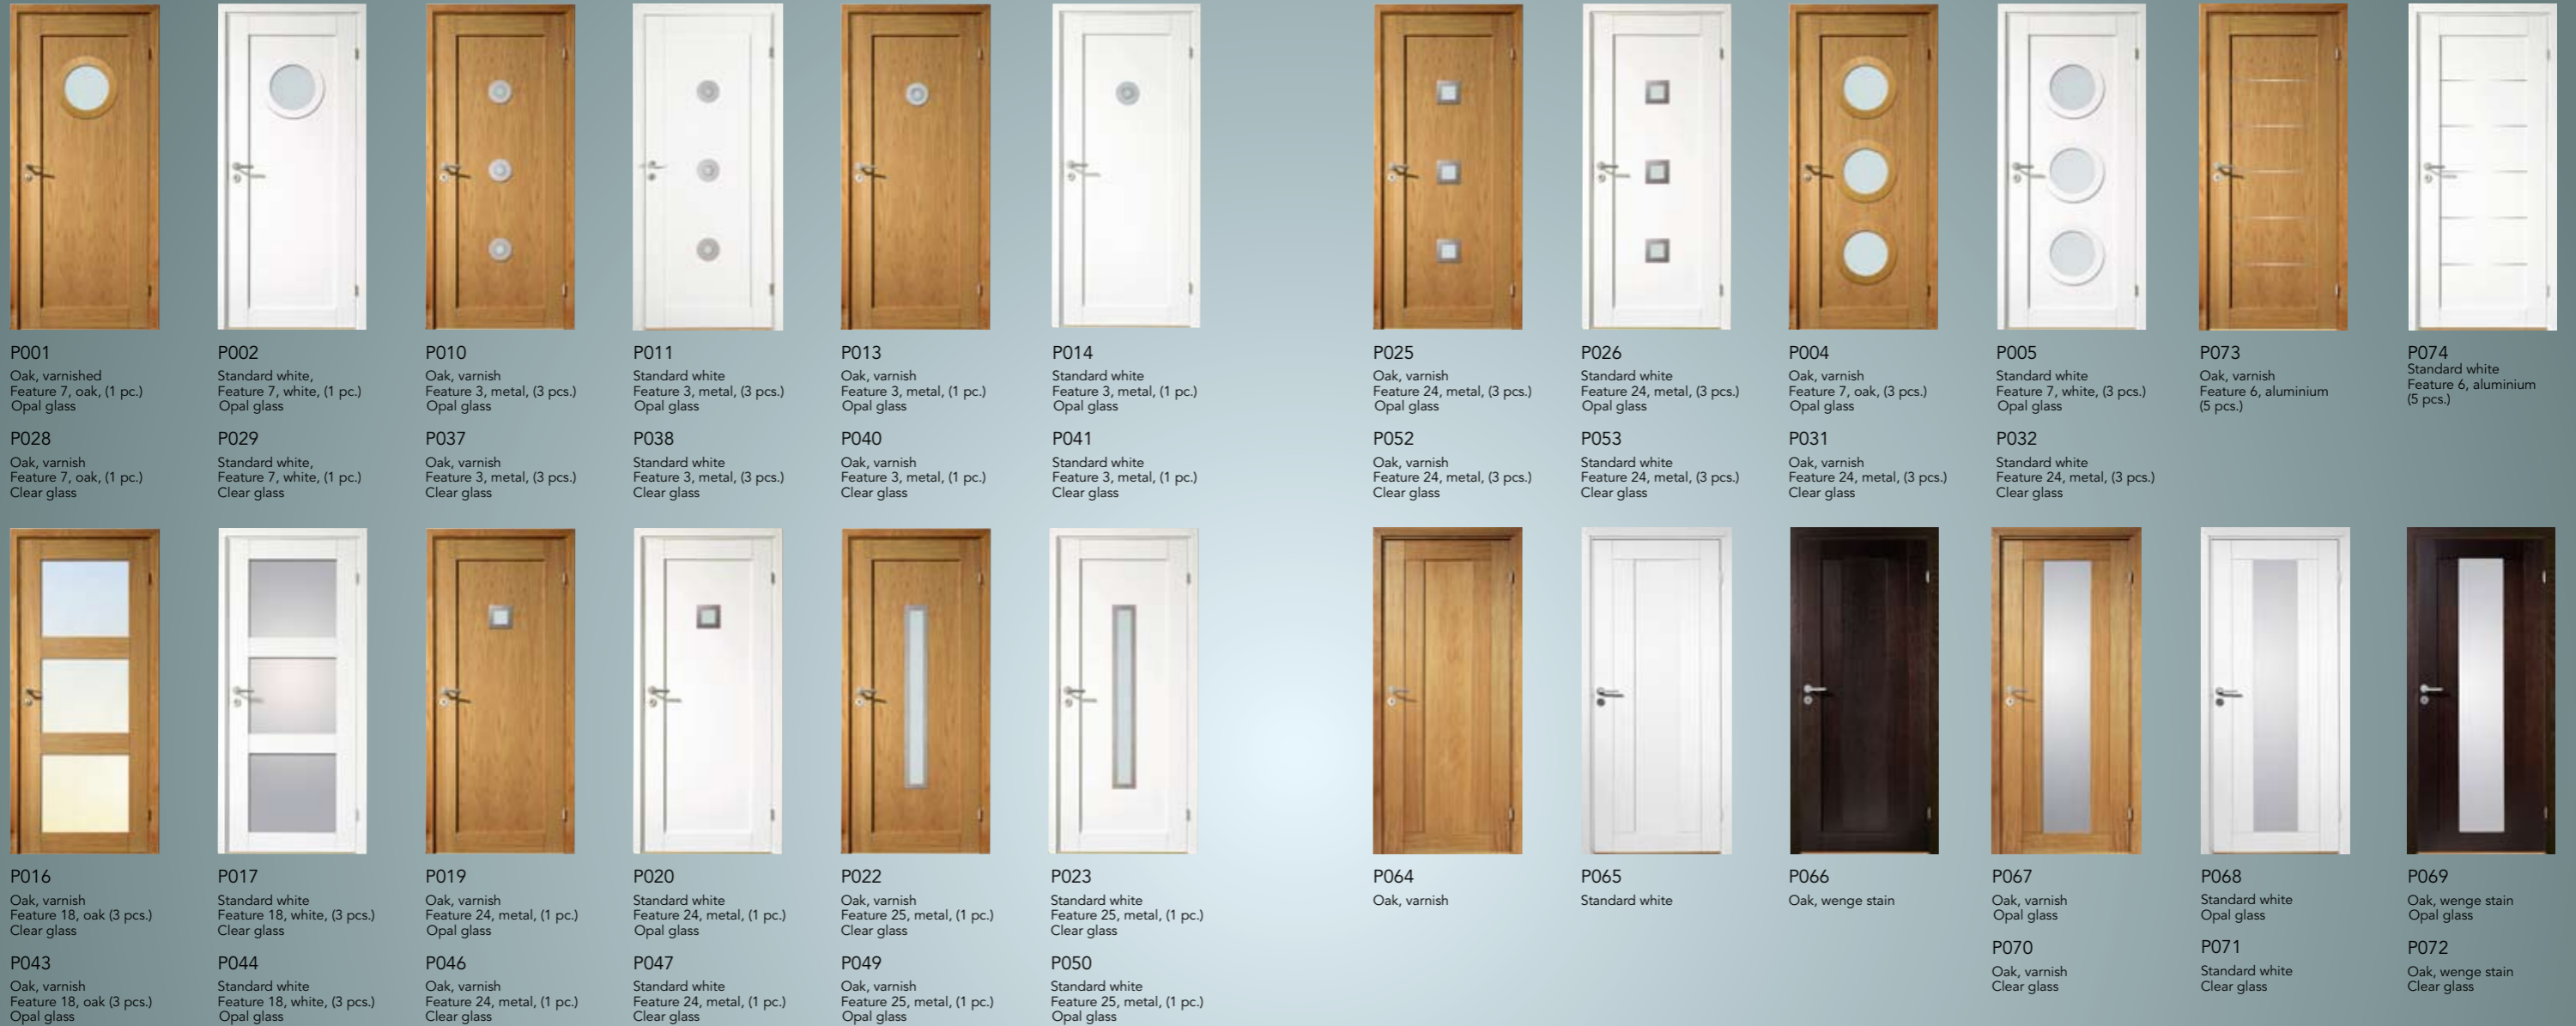 P001
Oak, varnished
Feature 7, oak, (1 pc.)
Opal glass
P028
Oak, varnish
Feature 7, oak, (1 pc.)
Clear glass
P002
Standard white,
Feature 7, white, (1 pc.)
Opal glass
P029
Standard white,
Feature 7, white, (1 pc.)
Clear glass
P010
Oak, varnish
Feature 3, metal, (3 pcs.)
Opal glass
P037
Oak, varnish
Feature 3, metal, (3 pcs.)
Clear glass
P011
Standard white
Feature 3, metal, (3 pcs.)
Opal glass
P038
Standard white
Feature 3, metal, (3 pcs.)
Clear glass
P013
Oak, varnish
Feature 3, metal, (1 pc.)
Opal glass
P040
Oak, varnish
Feature 3, metal, (1 pc.)
Clear glass
P014
Standard white
Feature 3, metal, (1 pc.)
Opal glass
P041
Standard white
Feature 3, metal, (1 pc.)
Clear glass
P025
Oak, varnish
Feature 24, metal, (3 pcs.)
Opal glass
P052
Oak, varnish
Feature 24, metal, (3 pcs.)
Clear glass
P026
Standard white
Feature 24, metal, (3 pcs.)
Opal glass
P053
Standard white
Feature 24, metal, (3 pcs.)
Clear glass
P004
Oak, varnish
Feature 7, oak, (3 pcs.)
Opal glass
P031
Oak, varnish
Feature 24, metal, (3 pcs.)
Clear glass
P005
Standard white
Feature 7, white, (3 pcs.)
Opal glass
P032
Standard white
Feature 24, metal, (3 pcs.)
Clear glass
P073
Oak, varnish
Feature 6, aluminium
(5 pcs.)
P074
Standard white
Feature 6, aluminium
(5 pcs.)
P016
Oak, varnish
Feature 18, oak (3 pcs.)
Clear glass
P043
Oak, varnish
Feature 18, oak (3 pcs.)
Opal glass
P017
Standard white
Feature 18, white, (3 pcs.)
Clear glass
P044
Standard white
Feature 18, white, (3 pcs.)
Opal glass
P019
Oak, varnish
Feature 24, metal, (1 pc.)
Opal glass
P046
Oak, varnish
Feature 24, metal, (1 pc.)
Clear glass
P020
Standard white
Feature 24, metal, (1 pc.)
Opal glass
P047
Standard white
Feature 24, metal, (1 pc.)
Clear glass
P022
Oak, varnish
Feature 25, metal, (1 pc.)
Clear glass
P049
Oak, varnish
Feature 25, metal, (1 pc.)
Opal glass
P023
Standard white
Feature 25, metal, (1 pc.)
Clear glass
P050
Standard white
Feature 25, metal, (1 pc.)
Opal glass
P064
Oak, varnish
P065
Standard white
P066
Oak, wenge stain
P067
Oak, varnish
Opal glass
P070
Oak, varnish
Clear glass
P068
Standard white
Opal glass
P071
Standard white
Clear glass
P069
Oak, wenge stain
Opal glass
P072
Oak, wenge stain
Clear glass